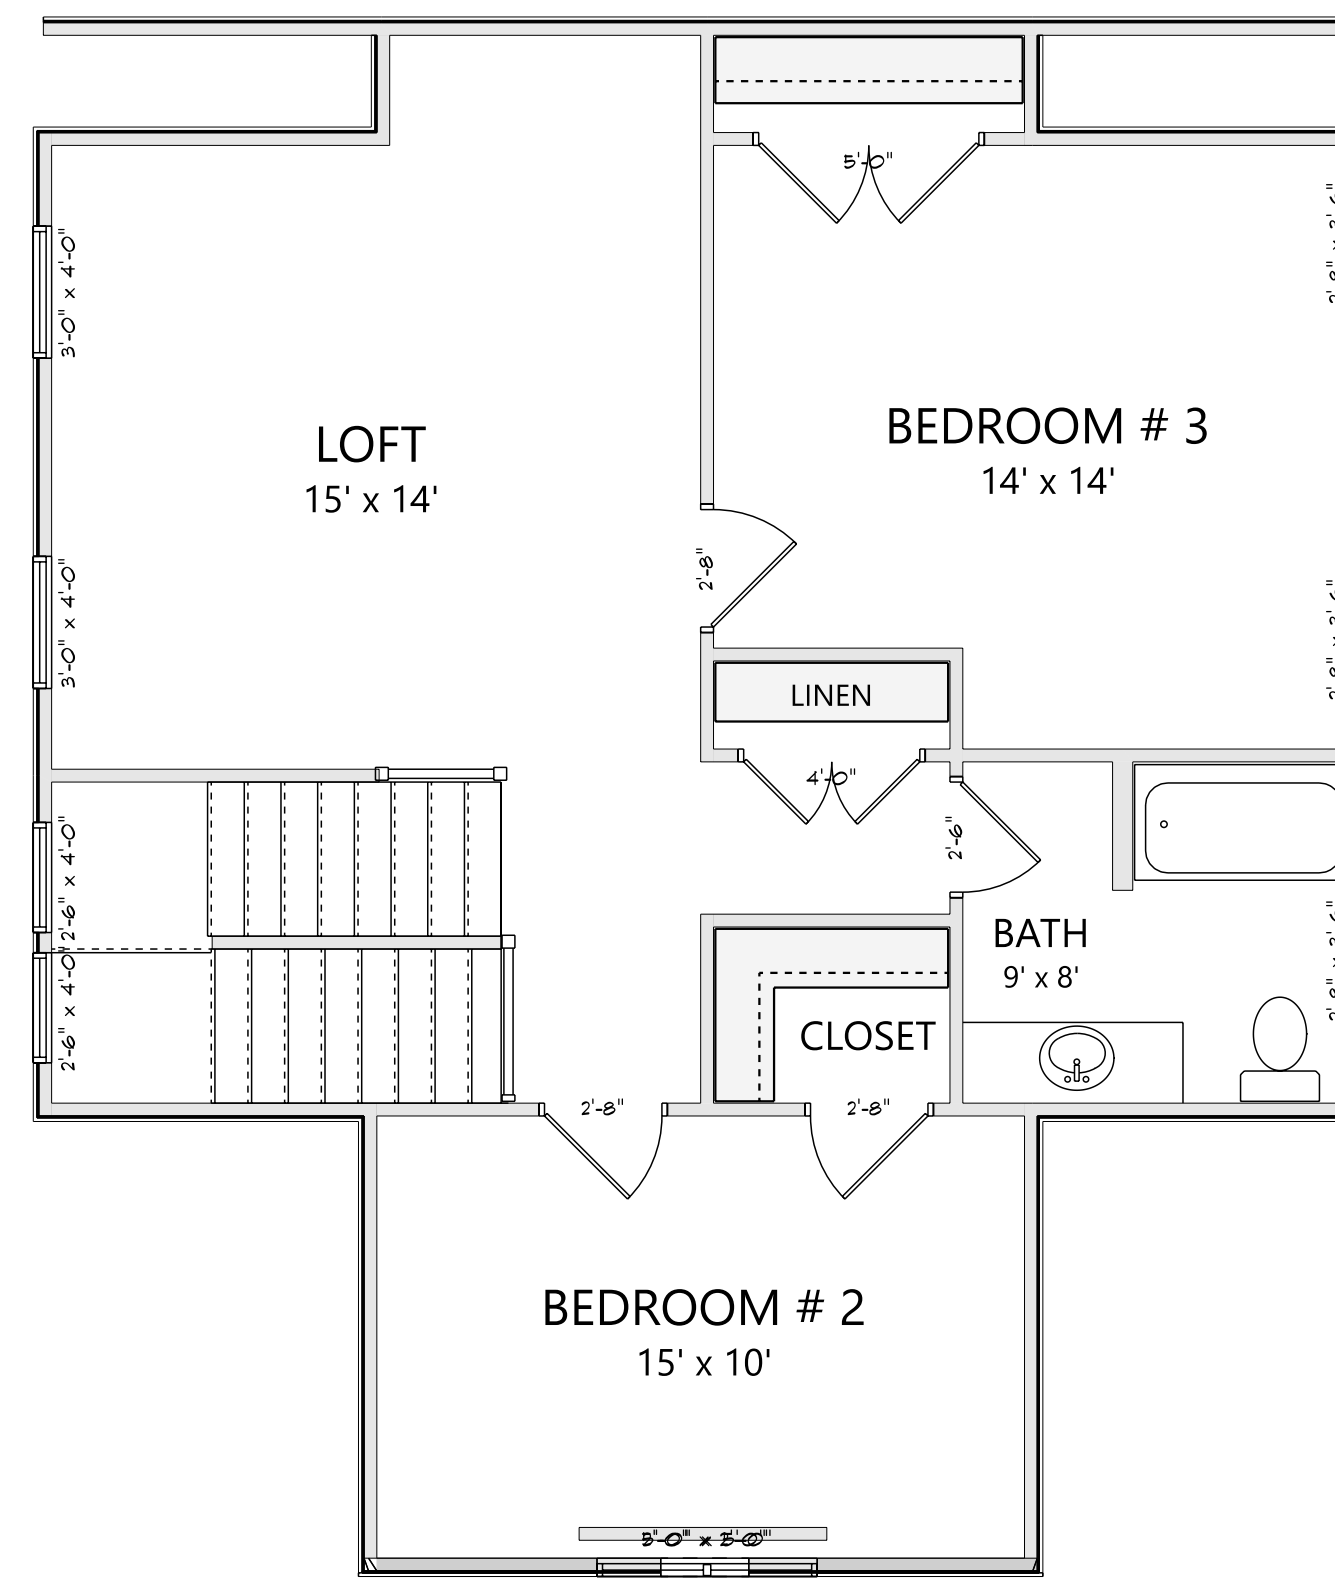 5'-0"
3'-0" x 4'-0"
BEDROOM # 3
14' x 14'
LOFT
15' x 14'
2'-8"
3'-0" x 4'-0"
LINEN
4'-0"
2'-6"
2'-6" x 4'-0"
BATH
9' x 8'
2'-6" x 4'-0"
CLOSET
2'-8"
2'-8"
BEDROOM # 2
15' x 10'